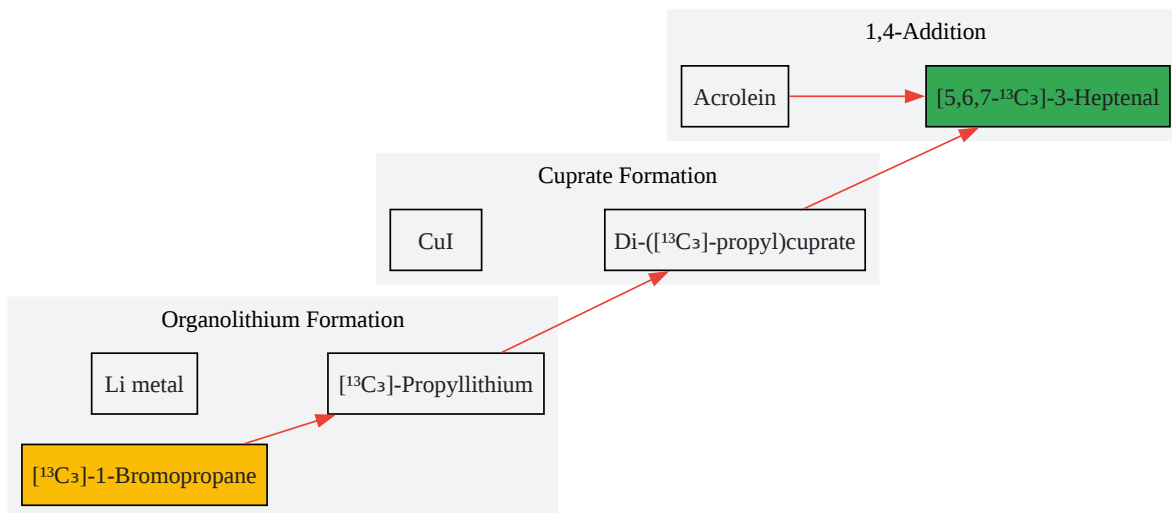 1,4-Addition
Acrolein
[5,6,7-¹³C₃]-3-Heptenal
Cuprate Formation
CuI
Di-([¹³C₃]-propyl)cuprate
Organolithium Formation
Li metal
[¹³C₃]-Propyllithium
[¹³C₃]-1-Bromopropane